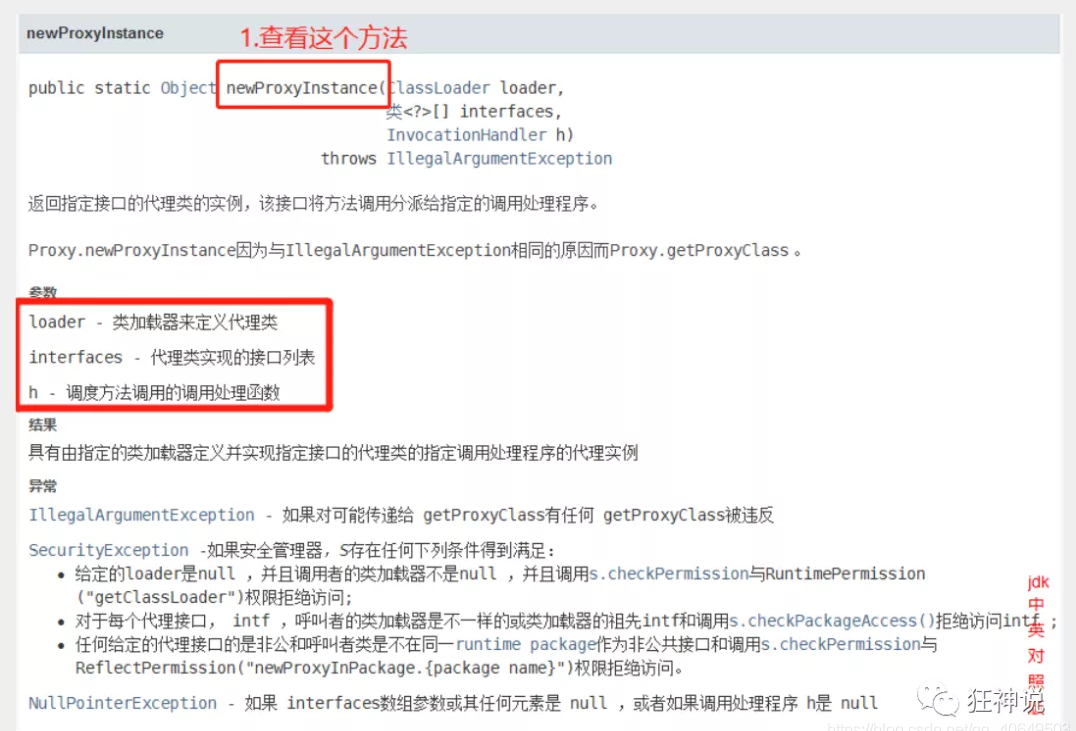 newProxyInstance
1.查看这个方法
public static Object newProxyInstance(ClassLoader loader,
类<?>[] interfaces,
InvocationHandler h)
throws IllegalArgumentException
返回指定接口的代理类的实例，该接口将方法调用分派给指定的调用处理程序。
Proxy.newProxyInstance因为与IllegalArgumentException相同的原因而Proxy.getProxyClass 。
参数
loader - 类加载器来定义代理类
interfaces - 代理类实现的接口列表
h - 调度方法调用的调用处理函数
结果
具有由指定的类加载器定义并实现指定接口的代理类的指定调用处理程序的代理实例
异常
IllegalArgumentException - 如果对可能传递给 getProxyClass有任何 getProxyClass被违反
SecurityException -如果安全管理器，S存在任何下列条件得到满足：
• 给定的loader是null ，并且调用者的类加载器不是null ，并且调用s.checkPermission与RuntimePermission
("getClassLoader")权限拒绝访问;
• 对于每个代理接口， intf ，呼叫者的类加载器是不一样的或类加载器的祖先intf和调用s.checkPackageAccess()拒绝访问intf ;
• 任何给定的代理接口的是非公和呼叫者类是不在同一runtime package作为非公共接口和调用s.checkPermission与
ReflectPermission("newProxyInPackage.{package name}")权限拒绝访问。
NullPointerException - 如果 interfaces数组参数或其任何元素是 null ，或者如果调用处理程序 h是 null
jdk
中
英
对
照
狂神说